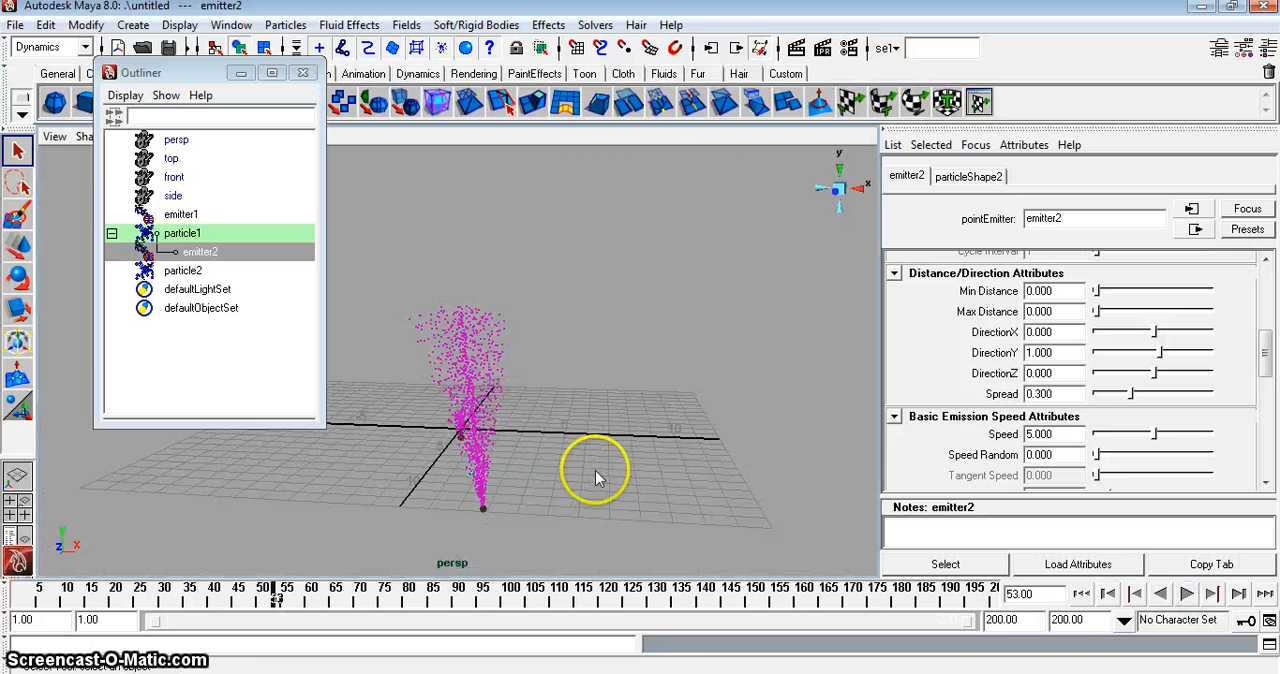 Autodesk Maya 8.0: .\untitled --- emitter2
File Edit Modify Create Display Window Particles Fluid Effects Fields Soft/Rigid Bodies Effects Solvers Hair Help
Dynamics
sel
General
Animation Dynamics Rendering PaintEffects Toon Cloth Fluids Fur Hair Custom
Outliner
Display Show Help
persp
top
front
side
emitter1
particle1
emitter2
particle2
defaultLightSet
defaultObjectSet
View Sha
y
x
10
10
persp
y
z x
List Selected Focus Attributes Help
emitter2 particleShape2
pointEmitter: emitter2
Focus
Presets
Cycle Interval 1
Distance/Direction Attributes
Min Distance 0.000
Max Distance 0.000
DirectionX 0.000
DirectionY 1.000
DirectionZ 0.000
Spread 0.300
Basic Emission Speed Attributes
Speed 5.000
Speed Random 0.000
Tangent Speed 0.000
Notes: emitter2
Select Load Attributes Copy Tab
5 10 15 20 25 30 35 40 45 50 55 60 65 70 75 80 85 90 95 100 105 110 115 120 125 130 135 140 145 150 155 160 165 170 175 180 185 190 195 20
53.00
1.00 1.00 200.00 200.00 No Character Set
Screencast-O-Matic.com